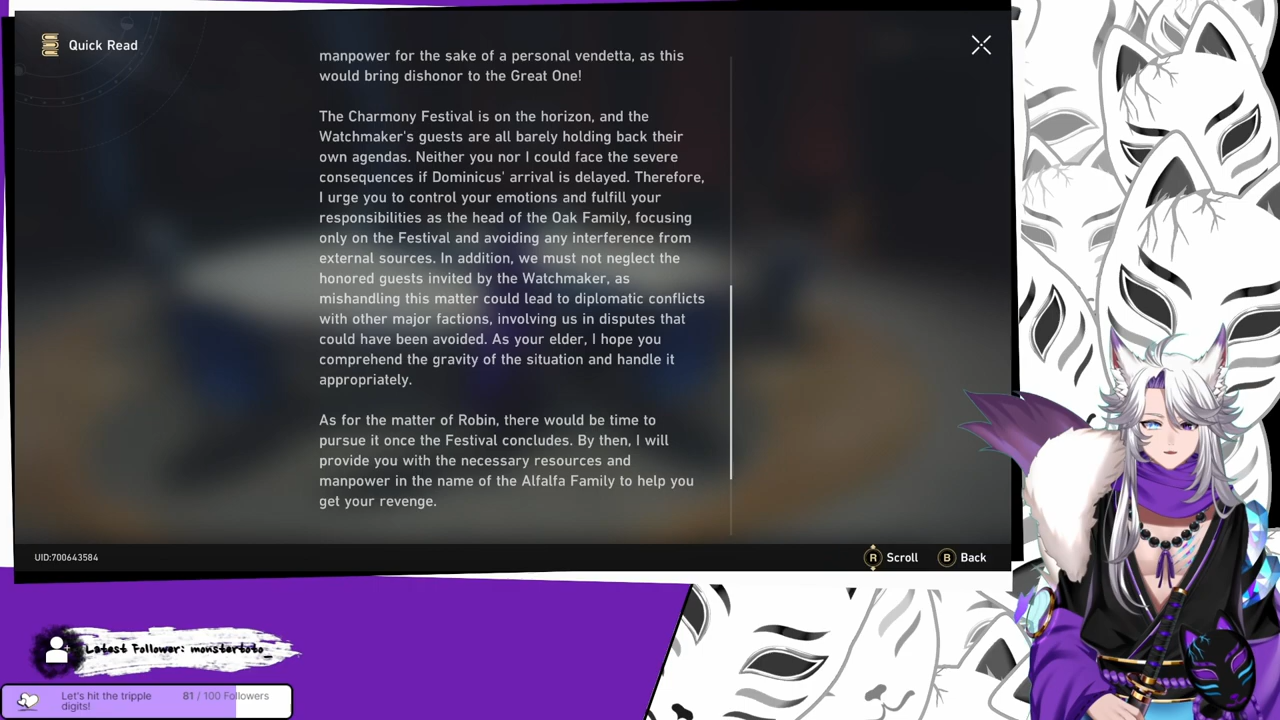 Quick Read
manpower for the sake of a personal vendetta, as this
would bring dishonor to the Great One!
The Charmony Festival is on the horizon, and the
Watchmaker's guests are all barely holding back their
own agendas. Neither you nor I could face the severe
consequences if Dominicus' arrival is delayed. Therefore,
I urge you to control your emotions and fulfill your
responsibilities as the head of the Oak Family, focusing
only on the Festival and avoiding any interference from
external sources. In addition, we must not neglect the
honored guests invited by the Watchmaker, as
mishandling this matter could lead to diplomatic conflicts
with other major factions, involving us in disputes that
could have been avoided. As your elder, I hope you
comprehend the gravity of the situation and handle it
appropriately.
As for the matter of Robin, there would be time to
pursue it once the Festival concludes. By then, I will
provide you with the necessary resources and
manpower in the name of the Alfalfa Family to help you
get your revenge.
UID:700643584
R Scroll B Back
Latest Follower: monstertoto_
Let's hit the tripple 81 / 100 Followers
digits!